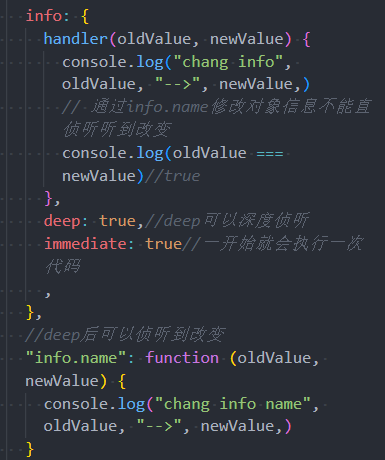 info: {
handler(oldValue, newValue) {
console.log("chang info",
oldValue, "-->", newValue,)
// 通过info.name修改对象信息不能直
侦听听到改变
console.log(oldValue ===
newValue)//true
},
deep: true,//deep可以深度侦听
immediate: true//一开始就会执行一次
代码
,
},
//deep后可以侦听到改变
"info.name": function (oldValue,
newValue) {
console.log("chang info name",
oldValue, "-->", newValue,)
}